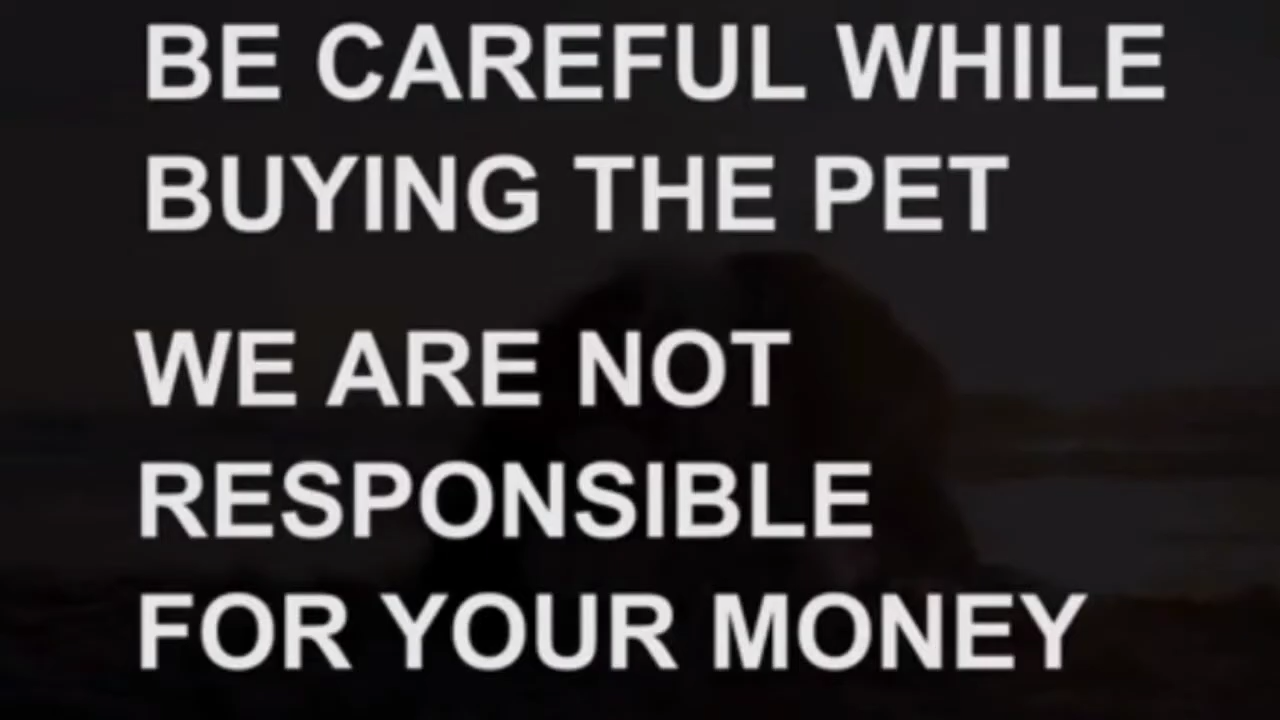 BE CAREFUL WHILE
BUYING THE PET
WE ARE NOT
RESPONSIBLE
FOR YOUR MONEY